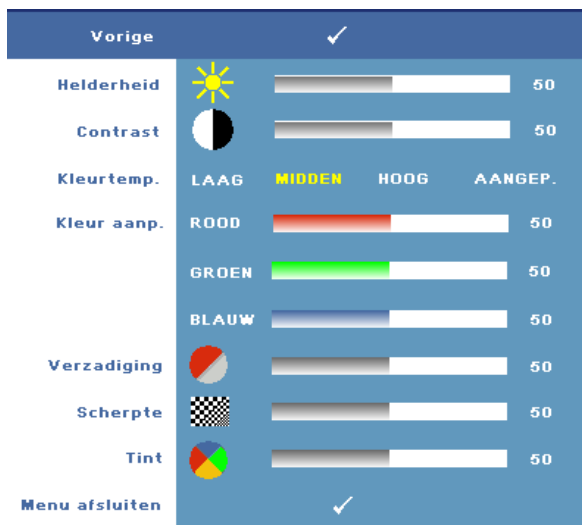 Vorige
Helderheid 50
Contrast 50
Kleurtemp. LAAG MIDDEN HOOG AANGEP.
Kleur aanp. ROOD 50
GROEN 50
BLAUW 50
Verzadiging 50
Scherpte 50
Tint 50
Menu afsluiten